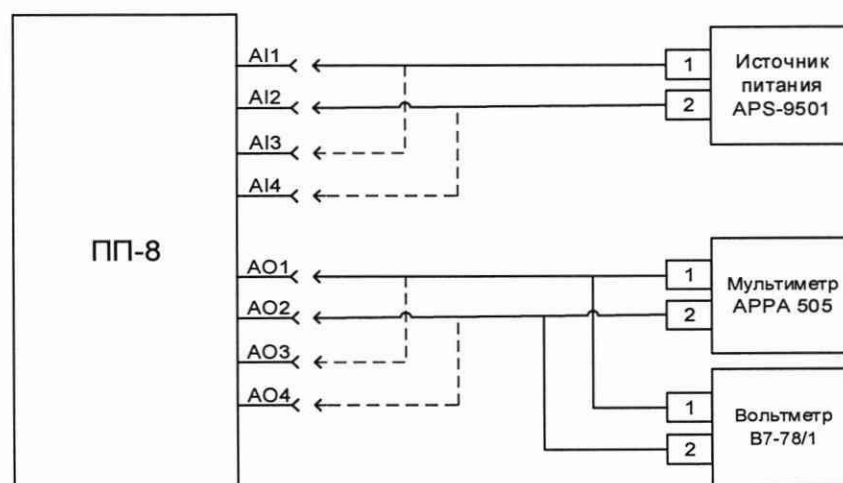 AI1
1
Источник
питания
APS-9501
AI2
2
AI3
AI4
ПП-8
AO1
1
Мультиметр
APPA 505
AO2
2
AO3
AO4
1
Вольтметр
В7-78/1
2